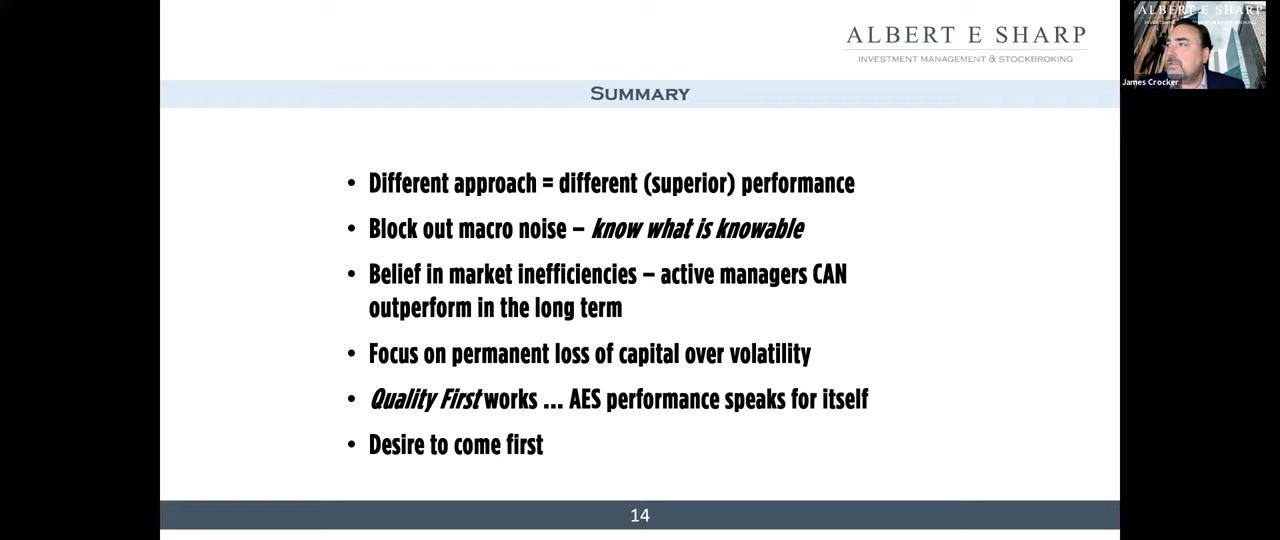 ALBERT E SHARP
INVESTMENT MANAGEMENT & STOCKBROKING
ALBERT E SHARP
James Crocker
SUMMARY
• Different approach = different (superior) performance
• Block out macro noise – know what is knowable
• Belief in market inefficiencies – active managers CAN
outperform in the long term
• Focus on permanent loss of capital over volatility
• Quality First works ... AES performance speaks for itself
• Desire to come first
14